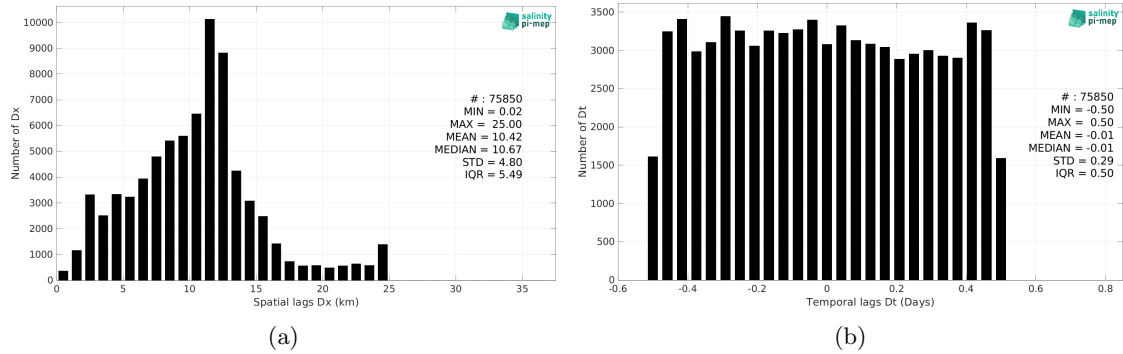 10000
9000
8000
7000
6000
5000
4000
3000
2000
1000
0
Number of Dx
salinity
pi-mep
# : 75850
MIN = 0.02
MAX = 25.00
MEAN = 10.42
MEDIAN = 10.67
STD = 4.80
IQR = 5.49
0 5 10 15 20 25 30 35
Spatial lags Dx (km)
(a)
3500
3000
2500
2000
1500
1000
500
0
Number of Dt
salinity
pi-mep
# : 75850
MIN = -0.50
MAX = 0.50
MEAN = -0.01
MEDIAN = -0.01
STD = 0.29
IQR = 0.50
-0.6 -0.4 -0.2 0 0.2 0.4 0.6 0.8
Temporal lags Dt (Days)
(b)